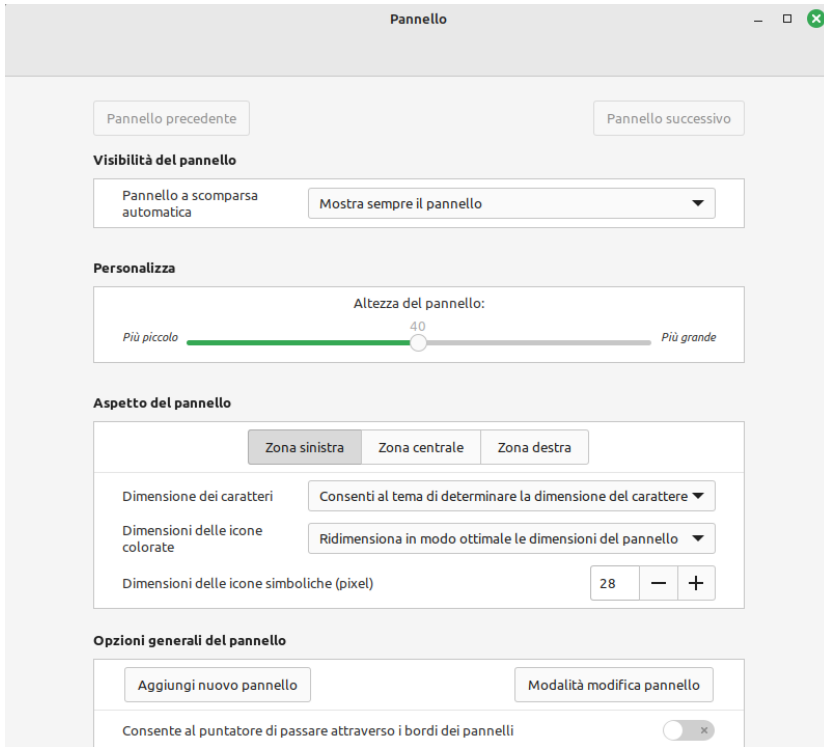 Pannello
Pannello precedente
Pannello successivo
Visibilità del pannello
Pannello a scomparsa
automatica
Mostra sempre il pannello
Personalizza
Altezza del pannello:
40
Più piccolo
Più grande
Aspetto del pannello
Zona sinistra
Zona centrale
Zona destra
Dimensione dei caratteri
Consenti al tema di determinare la dimensione del carattere
Dimensioni delle icone
colorate
Ridimensiona in modo ottimale le dimensioni del pannello
Dimensioni delle icone simboliche (pixel)
28
Opzioni generali del pannello
Aggiungi nuovo pannello
Modalità modifica pannello
Consente al puntatore di passare attraverso i bordi dei pannelli